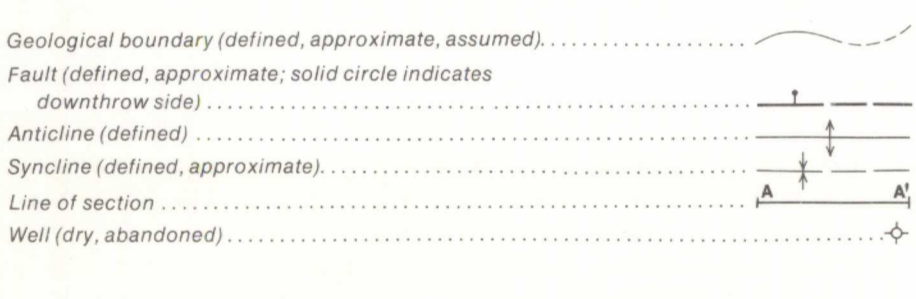 Geological boundary (defined, approximate, assumed). . . . . . . . . . . . . . . . . . . .
Fault (defined, approximate; solid circle indicates
downthrow side) . . . . . . . . . . . . . . . . . . . . . . . . . . . . . . . . . . . . . . . . . . . . . . . . . .
Anticline (defined) . . . . . . . . . . . . . . . . . . . . . . . . . . . . . . . . . . . . . . . . . . . . . . . . . . .
Syncline (defined, approximate). . . . . . . . . . . . . . . . . . . . . . . . . . . . . . . . . . . . . . .
Line of section . . . . . . . . . . . . . . . . . . . . . . . . . . . . . . . . . . . . . . . . . . . . . . . . . . . . . . . A A'
Well (dry, abandoned) . . . . . . . . . . . . . . . . . . . . . . . . . . . . . . . . . . . . . . . . . . . . . . . . . . . . . . . . . . . .